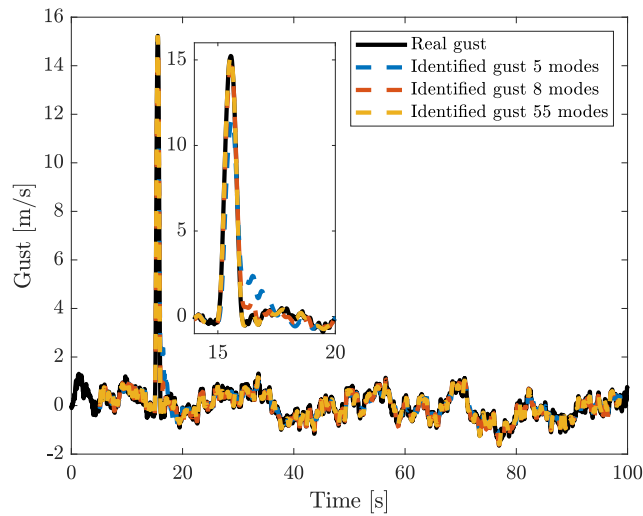 Real gust
Identified gust 5 modes
Identified gust 8 modes
Identified gust 55 modes
16
14
12
10
8
6
4
2
0
-2
Gust [m/s]
15
10
5
0
15 20
0 20 40 60 80 100
Time [s]